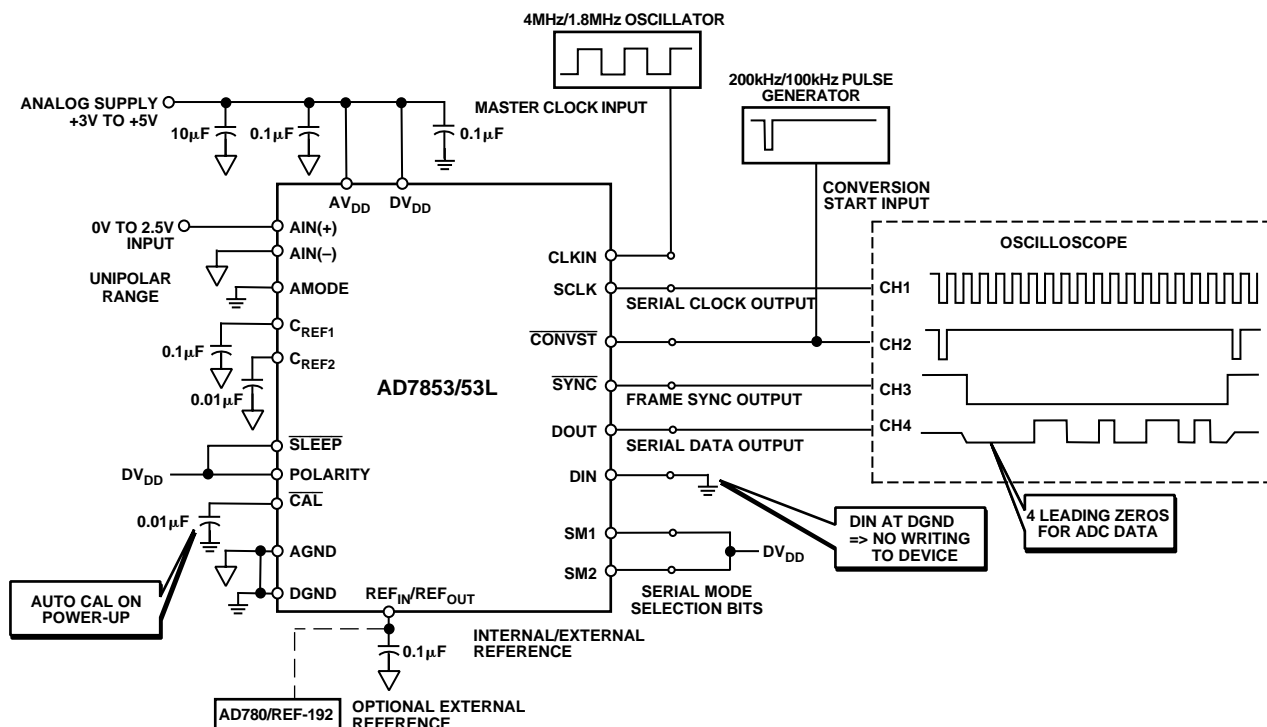 4MHz/1.8MHz OSCILLATOR
MASTER CLOCK INPUT
200kHz/100kHz PULSE
GENERATOR
CONVERSION
START INPUT
ANALOG SUPPLY
+3V TO +5V
10µF
0.1µF
0.1µF
AVDD
DVDD
0V TO 2.5V
INPUT
AIN(+)
AIN(–)
UNIPOLAR
RANGE
AMODE
CREF1
0.1µF
CREF2
0.01µF
AD7853/53L
SLEEP
DVDD
POLARITY
CAL
0.01µF
AGND
DGND
AUTO CAL ON
POWER-UP
REFIN/REFOUT
0.1µF
INTERNAL/EXTERNAL
REFERENCE
AD780/REF-192
OPTIONAL EXTERNAL
REFERENCE
CLKIN
SCLK
SERIAL CLOCK OUTPUT
CONVST
SYNC
FRAME SYNC OUTPUT
DOUT
SERIAL DATA OUTPUT
DIN
SM1
SM2
DVDD
SERIAL MODE
SELECTION BITS
DIN AT DGND
=> NO WRITING
TO DEVICE
OSCILLOSCOPE
CH1
CH2
CH3
CH4
4 LEADING ZEROS
FOR ADC DATA